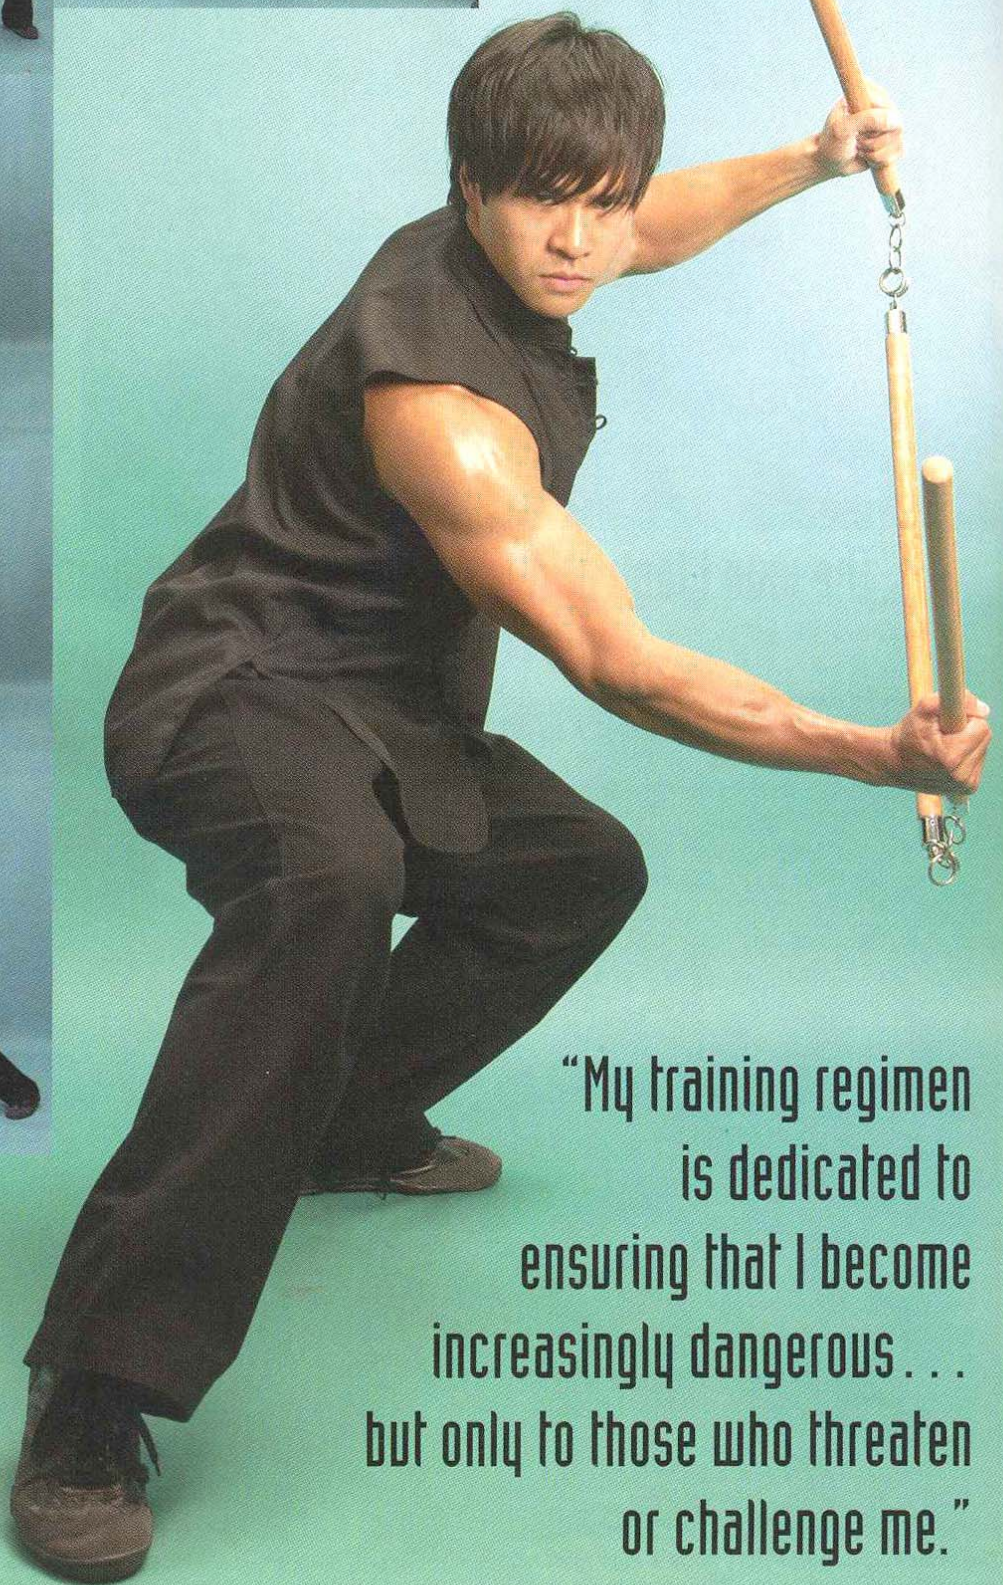 “My training regimen
is dedicated to
ensuring that I become
increasingly dangerous...
but only to those who threaten
or challenge me.”